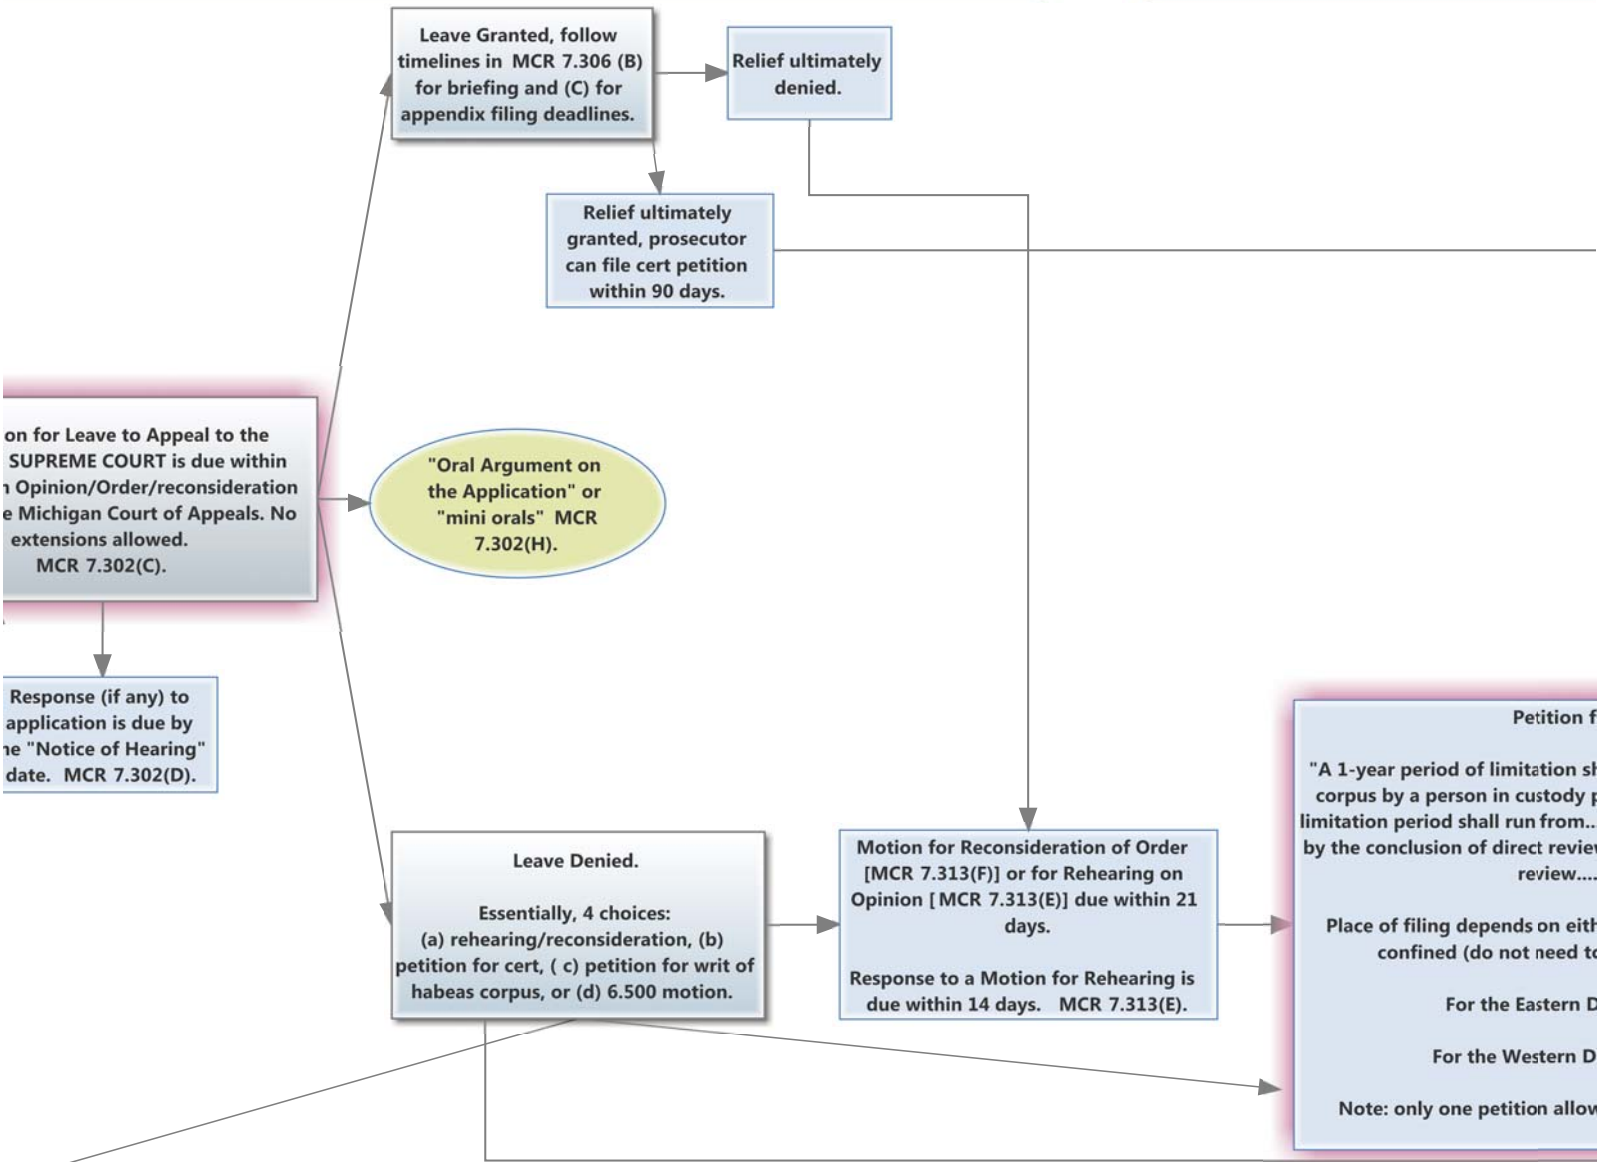 Leave Granted, follow
timelines in MCR 7.306 (B)
for briefing and (C) for
appendix filing deadlines.
Relief ultimately
denied.
Relief ultimately
granted, prosecutor
can file cert petition
within 90 days.
on for Leave to Appeal to the
SUPREME COURT is due within
Opinion/Order/reconsideration
e Michigan Court of Appeals. No
extensions allowed.
MCR 7.302(C).
"Oral Argument on
the Application" or
"mini orals" MCR
7.302(H).
Response (if any) to
application is due by
"Notice of Hearing"
date. MCR 7.302(D).
Leave Denied.
Essentially, 4 choices:
(a) rehearing/reconsideration, (b)
petition for cert, ( c) petition for writ of
habeas corpus, or (d) 6.500 motion.
Motion for Reconsideration of Order
[MCR 7.313(F)] or for Rehearing on
Opinion [ MCR 7.313(E)] due within 21
days.
Response to a Motion for Rehearing is
due within 14 days. MCR 7.313(E).
Petition f
"A 1-year period of limitation sh
corpus by a person in custody p
limitation period shall run from...
by the conclusion of direct review
review....
Place of filing depends on eith
confined (do not need to
For the Eastern D
For the Western D
Note: only one petition allow